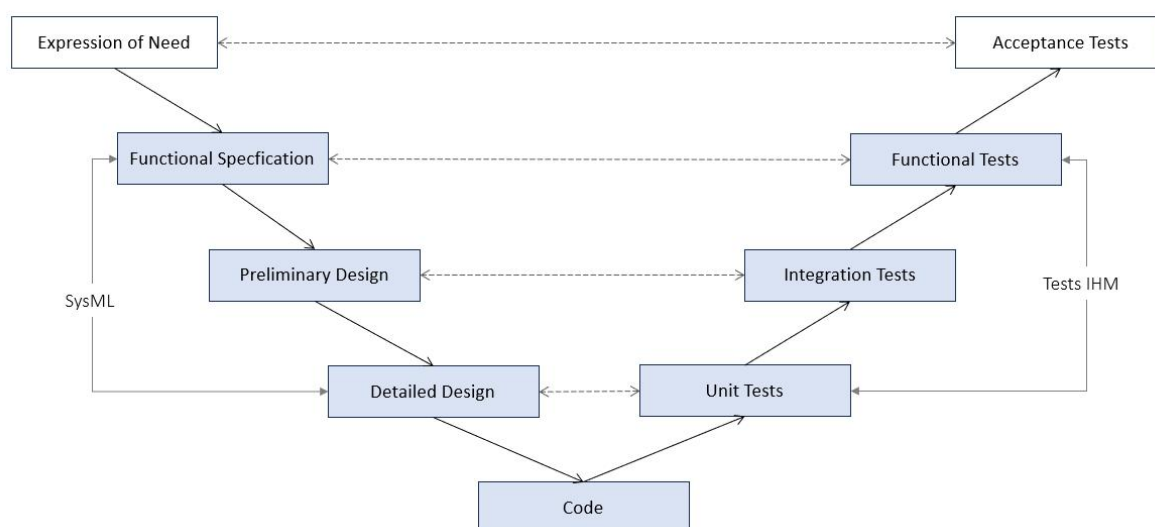 Expression of Need
Acceptance Tests
Functional Specfication
Functional Tests
Preliminary Design
Integration Tests
SysML
Tests IHM
Detailed Design
Unit Tests
Code